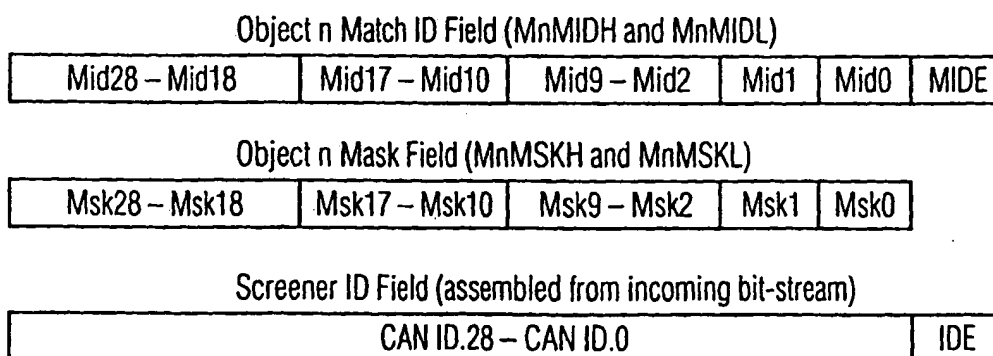 Object n Match ID Field (MnMIDH and MnMIDL)
Mid28 – Mid18 Mid17 – Mid10 Mid9 – Mid2 Mid1 Mid0 MIDE
Object n Mask Field (MnMSKH and MnMSKL)
Msk28 – Msk18 Msk17 – Msk10 Msk9 – Msk2 Msk1 Msk0
Screener ID Field (assembled from incoming bit-stream)
CAN ID.28 – CAN ID.0 IDE